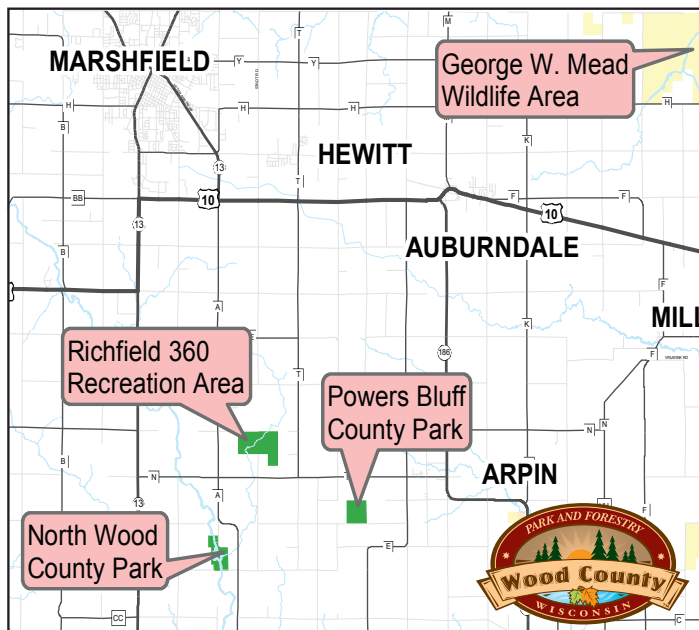 MARSHFIELD
George W. Mead
Wildlife Area
HEWITT
AUBURNDALE
MILL
Richfield 360
Recreation Area
Powers Bluff
County Park
ARPIN
North Wood
County Park
PARK AND FORESTRY
Wood County
WISCONSIN
M
T
Y
Y
H
H
H
H
B
K
13
BB
10
F
F
10
13
B
F
A
E
K
186
T
F
N
N
B
N
T
A
13
F
E
CC
C